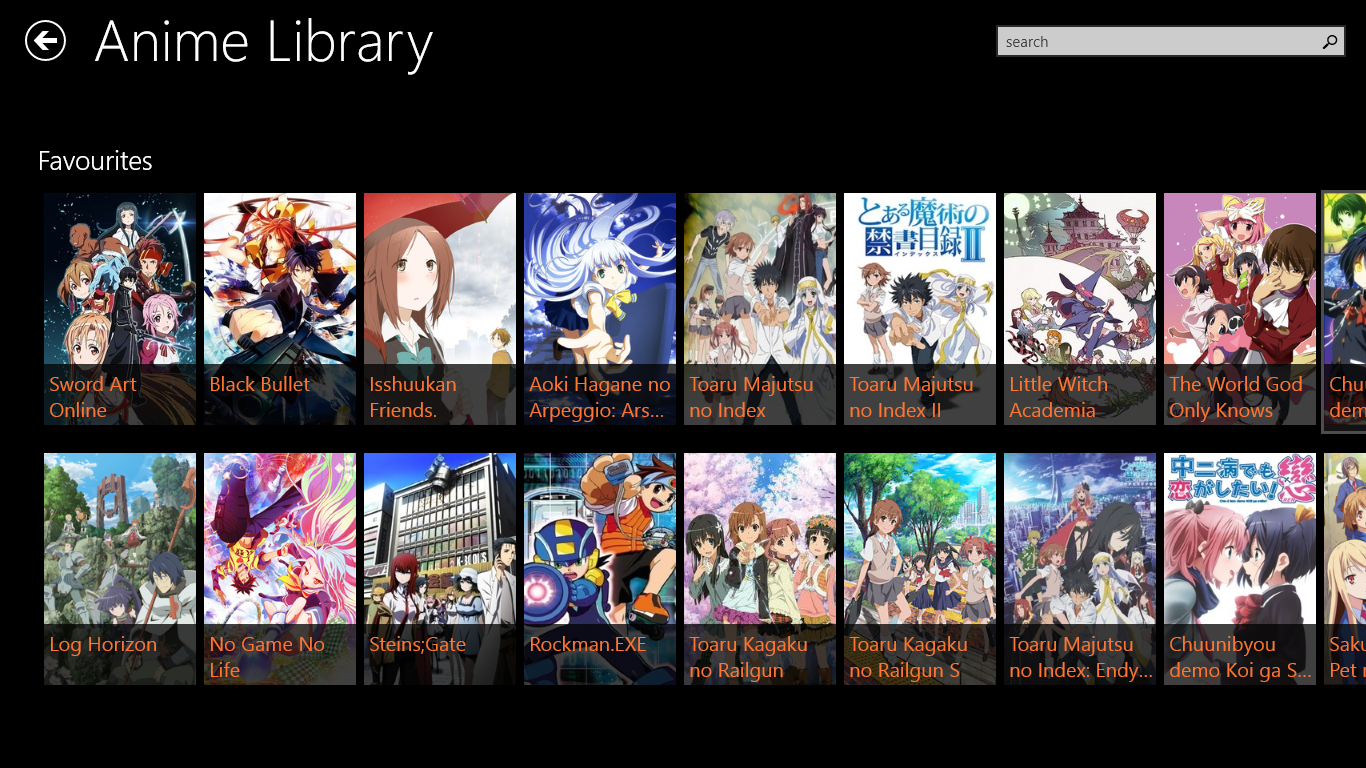 Anime Library
search
Favourites
Sword Art
Online
Black Bullet
Isshuukan
Friends.
Aoki Hagane no
Arpeggio: Ars...
Toaru Majutsu
no Index
とある魔術の
禁書目録II
インデックス
Toaru Majutsu
no Index II
Little Witch
Academia
The World God
Only Knows
Chu
dem
Log Horizon
No Game No
Life
Steins;Gate
Rockman.EXE
Toaru Kagaku
no Railgun
Toaru Kagaku
no Railgun S
Toaru Majutsu
no Index: Endy...
中二病でも
恋がしたい!戀
Chuunibyou
demo Koi ga S...
Saku
Pet